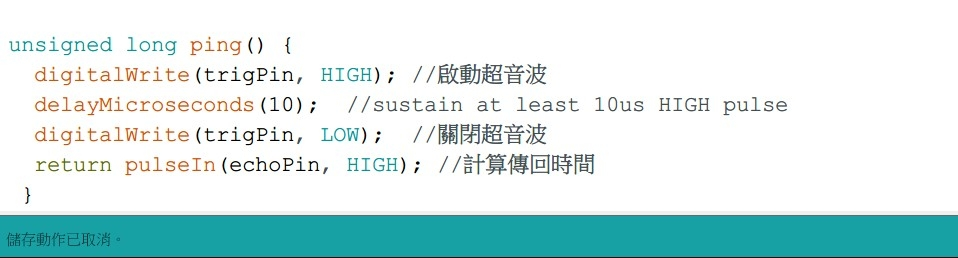 unsigned long ping() {
  digitalWrite(trigPin, HIGH); //啟動超音波
  delayMicroseconds(10);  //sustain at least 10us HIGH pulse
  digitalWrite(trigPin, LOW);  //關閉超音波
  return pulseIn(echoPin, HIGH); //計算傳回時間
 }
儲存動作已取消。